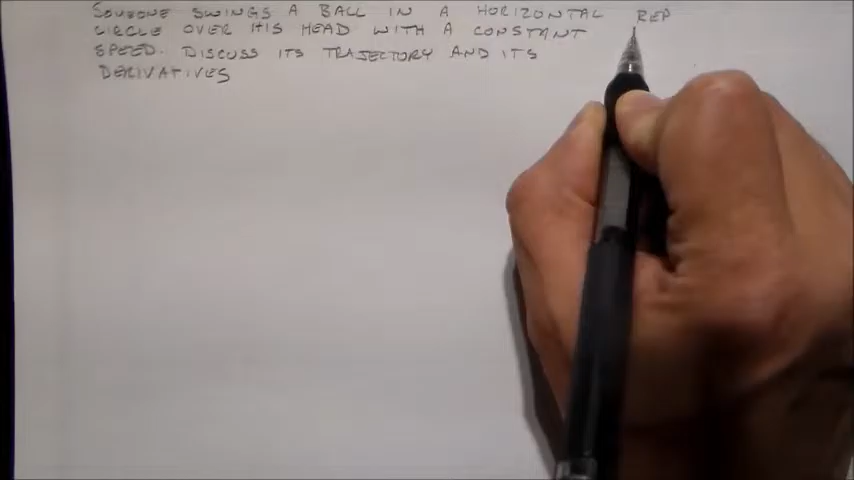 SOMEONE SWINGS A BALL IN A HORIZONTAL
CIRCLE OVER HIS HEAD WITH A CONSTANT
SPEED. DISCUSS ITS TRAJECTORY AND ITS
DERIVATIVES
REP